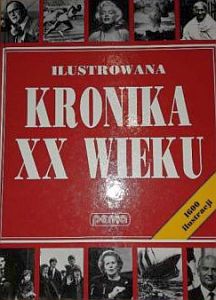 ILUSTROWANA
KRONIKA
XX WIEKU
penta
1600
ilustracji